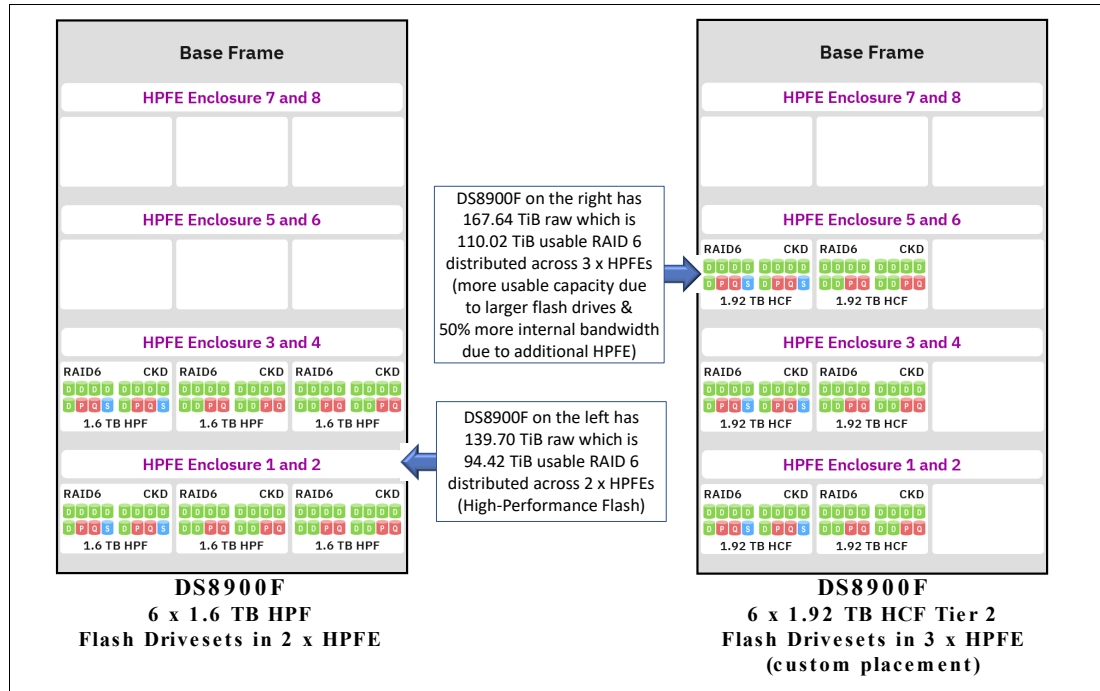 Base Frame
HPFE Enclosure 7 and 8
HPFE Enclosure 5 and 6
HPFE Enclosure 3 and 4
RAID6 CKD RAID6 CKD RAID6 CKD
D D D D D D D D D D D D D D D D D D D D D D D D
D P Q S D P Q S D D P Q D D P Q D D P Q D D P Q
1.6 TB HPF 1.6 TB HPF 1.6 TB HPF
HPFE Enclosure 1 and 2
RAID6 CKD RAID6 CKD RAID6 CKD
D D D D D D D D D D D D D D D D D D D D D D D D
D P Q S D P Q S D D P Q D D P Q D D P Q D D P Q
1.6 TB HPF 1.6 TB HPF 1.6 TB HPF
DS8900F
6 x 1.6 TB HPF
Flash Drivesets in 2 x HPFE
DS8900F on the right has
167.64 TiB raw which is
110.02 TiB usable RAID 6
distributed across 3 x HPFEs
(more usable capacity due
to larger flash drives &
50% more internal bandwidth
due to additional HPFE)
DS8900F on the left has
139.70 TiB raw which is
94.42 TiB usable RAID 6
distributed across 2 x HPFEs
(High-Performance Flash)
Base Frame
HPFE Enclosure 7 and 8
HPFE Enclosure 5 and 6
RAID6 CKD RAID6 CKD
D D D D D D D D D D D D D D D D
D P Q S D P Q S D D P Q D D P Q
1.92 TB HCF 1.92 TB HCF
HPFE Enclosure 3 and 4
RAID6 CKD RAID6 CKD
D D D D D D D D D D D D D D D D
D P Q S D P Q S D D P Q D D P Q
1.92 TB HCF 1.92 TB HCF
HPFE Enclosure 1 and 2
RAID6 CKD RAID6 CKD
D D D D D D D D D D D D D D D D
D P Q S D P Q S D D P Q D D P Q
1.92 TB HCF 1.92 TB HCF
DS8900F
6 x 1.92 TB HCF Tier 2
Flash Drivesets in 3 x HPFE
(custom placement)